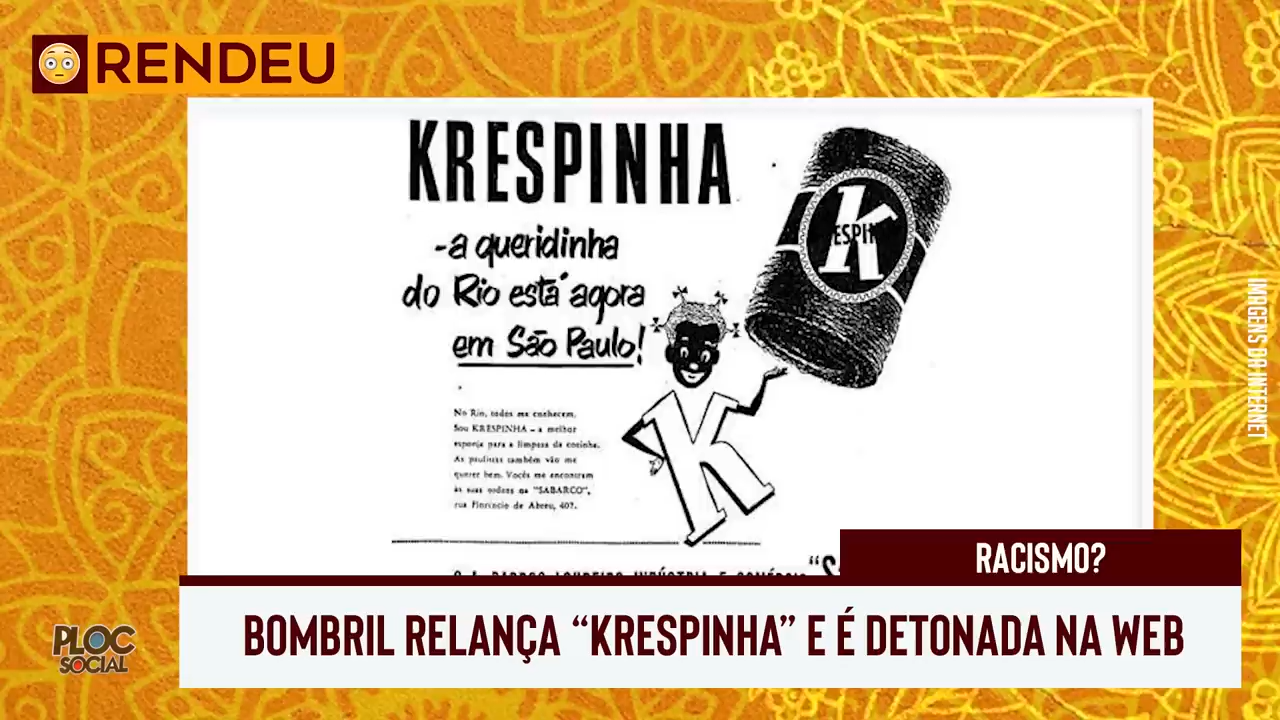 RENDEU
KRESPINHA
-a queridinha
do Rio está agora
em São Paulo!
K
No Rio, todos me conhecem.
Sou KRESPINHA - a melhor
esponja para a limpeza da cozinha.
As paulistas também vão me
querer bem. Vocês me encontram
às suas ordens na "SABARCO",
rua Florêncio de Abreu, 407.
K
IMAGENS DA INTERNET
RACISMO?
BOMBRIL RELANÇA “KRESPINHA” E É DETONADA NA WEB
PLOC
SOCIAL